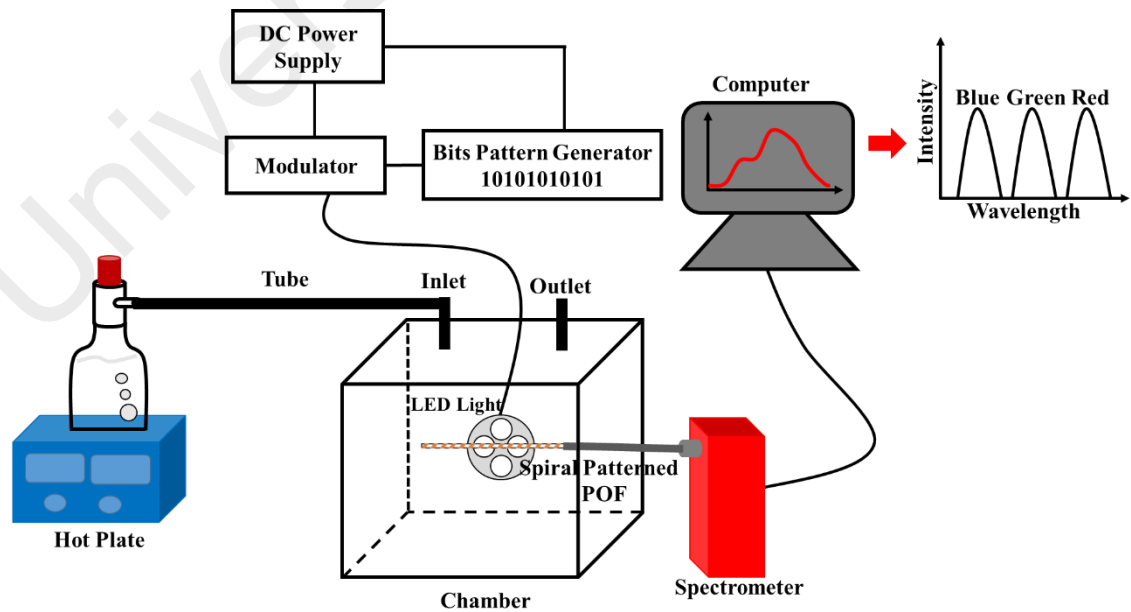 Univers
DC Power
Supply
Modulator
Bits Pattern Generator
10101010101
Computer
Intensity
Blue Green Red
Wavelength
Tube
Inlet
Outlet
LED Light
Spiral Patterned
POF
Hot Plate
Chamber
Spectrometer